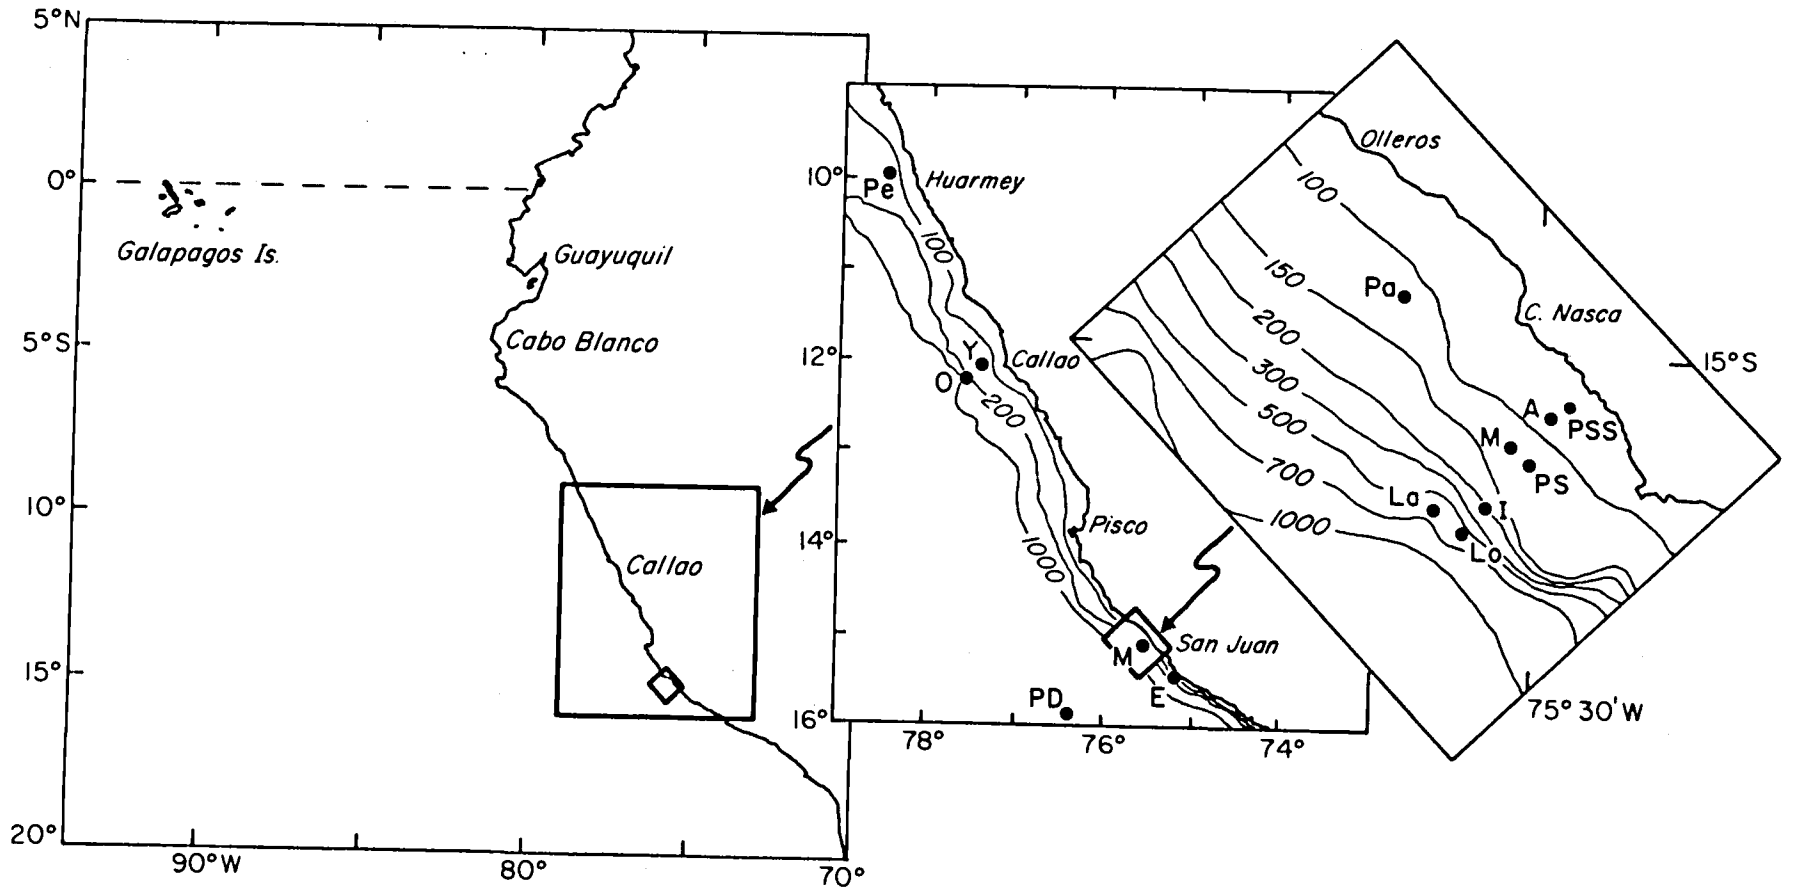 5°N
0°
Galapagos Is.
Guayuquil
5°S
Cabo Blanco
10°
Callao
15°
20°
90°W
80°
70°
10°
Pe
Huarmey
100
12°
Y
Callao
O
200
14°
Pisco
1000
M
San Juan
E
PD
16°
78°
76°
74°
Olleros
100
150
Pa
C. Nasca
200
15°S
300
500
A
PSS
M
PS
700
La
I
1000
Lo
75° 30'W